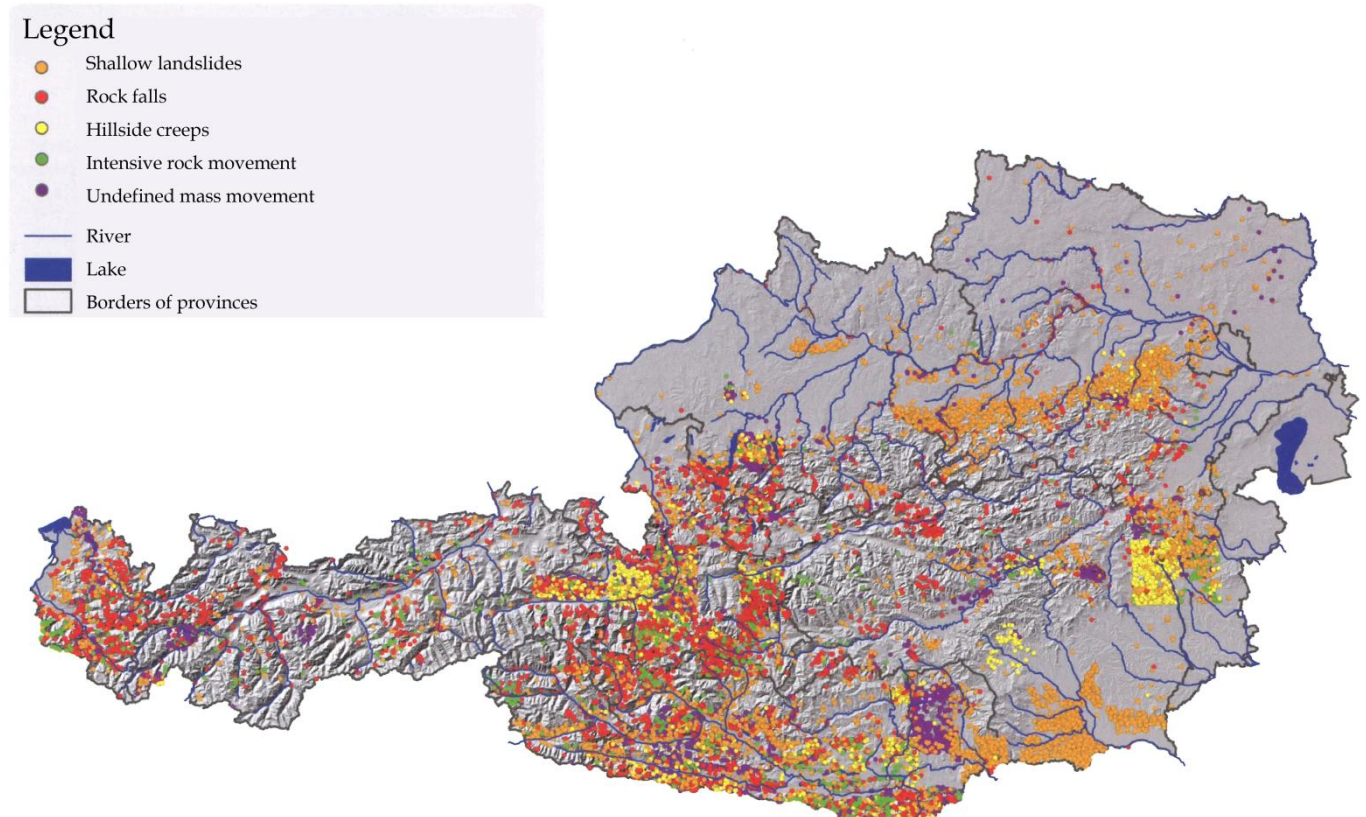 Legend
Shallow landslides
Rock falls
Hillside creeps
Intensive rock movement
Undefined mass movement
River
Lake
Borders of provinces